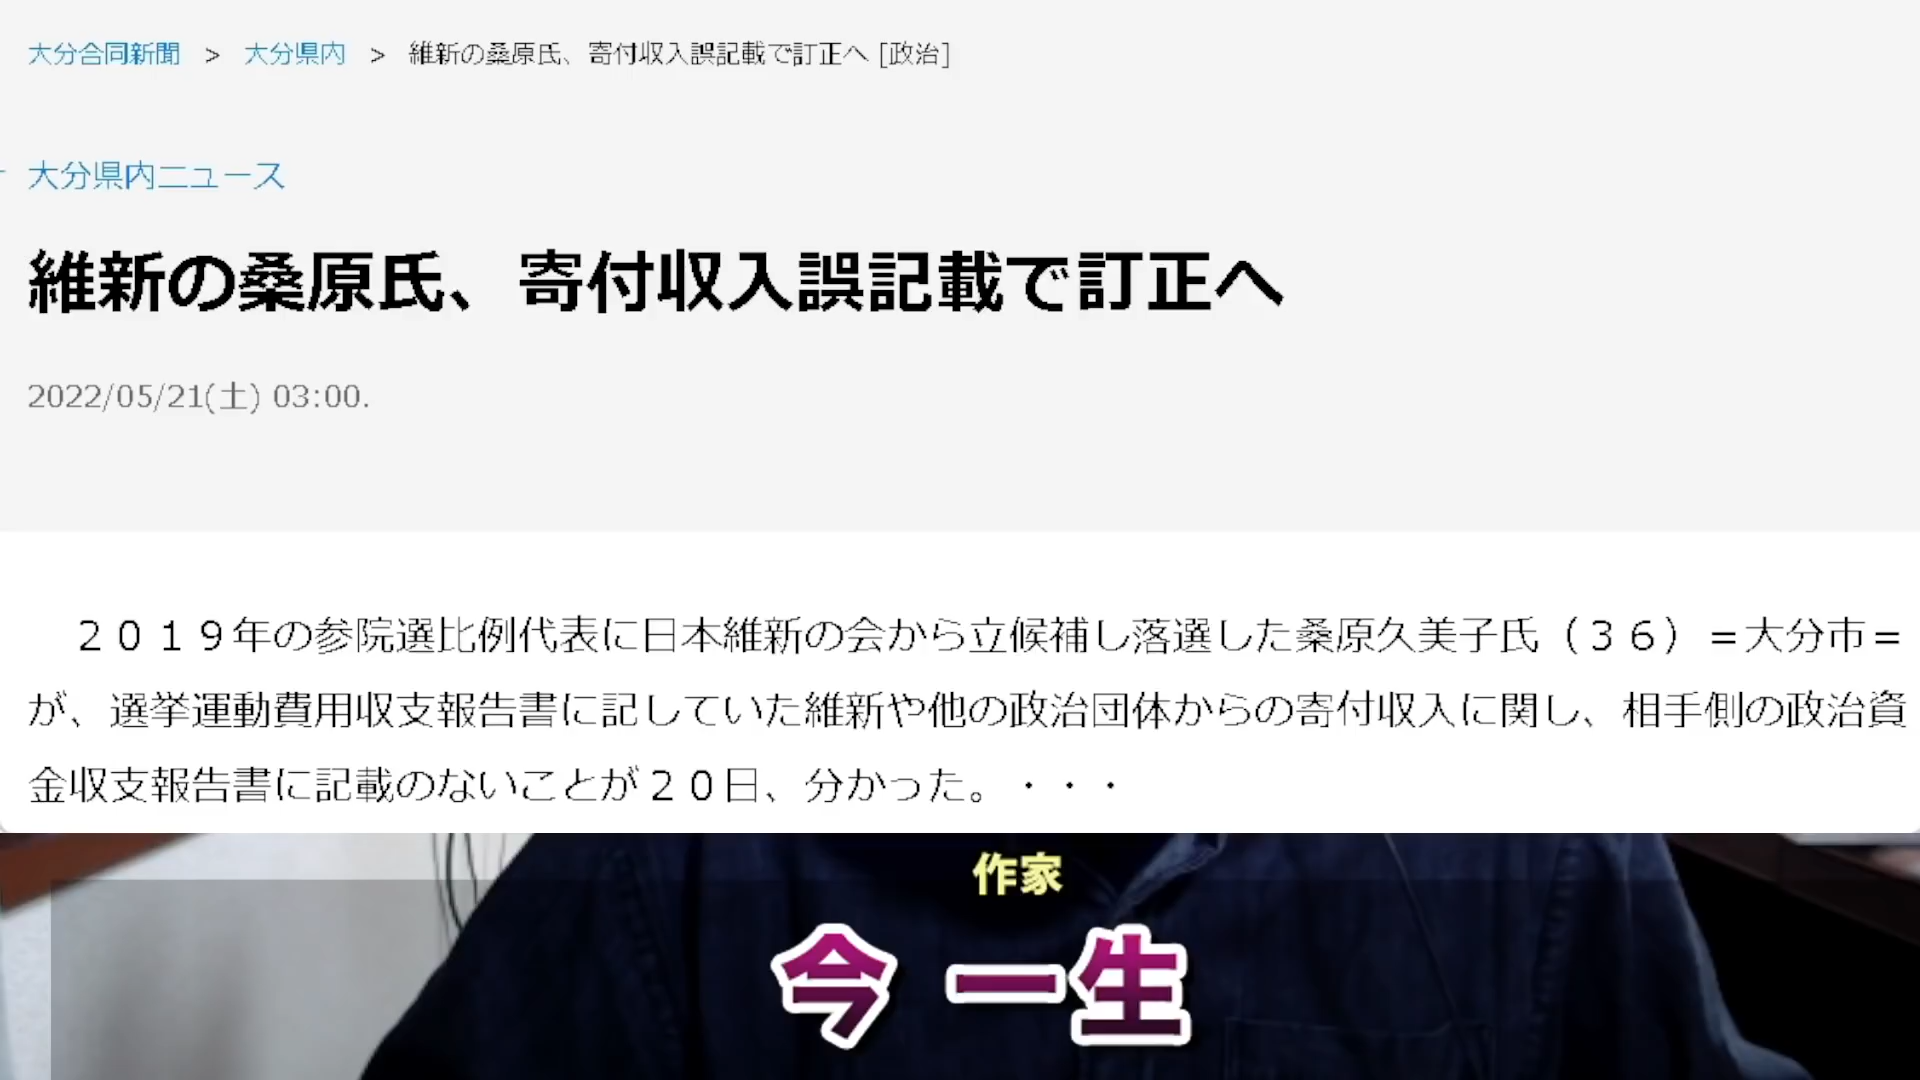 大分合同新聞 > 大分県内 > 維新の桑原氏、寄付収入誤記載で訂正へ [政治]
大分県内ニュース
維新の桑原氏、寄付収入誤記載で訂正へ
2022/05/21(土) 03:00.
２０１９年の参院選比例代表に日本維新の会から立候補し落選した桑原久美子氏（３６）＝大分市＝
が、選挙運動費用収支報告書に記していた維新や他の政治団体からの寄付収入に関し、相手側の政治資
金収支報告書に記載のないことが２０日、分かった。・・・
作家
今 一生